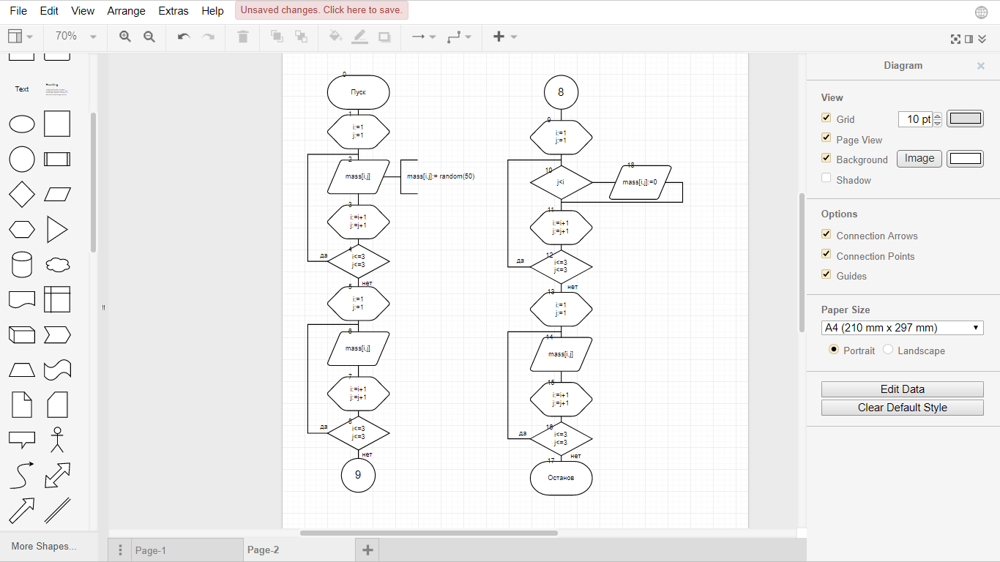 File Edit View Arrange Extras Help Unsaved changes. Click here to save.
70%
Text
Heading
0
Пуск
1
i:=1
j:=1
2
mass[i,j]
mass[i,j]:= random(50)
3
i:=i+1
j:=j+1
4
да
i<=3
j<=3
нет
5
i:=1
j:=1
6
mass[i,j]
7
i:=i+1
j:=j+1
8
да
i<=3
j<=3
нет
9
8
9
i:=1
j:=1
10
j<i
18
mass[i,j]:=0
11
i:=i+1
j:=j+1
12
да
i<=3
j<=3
нет
13
i:=1
j:=1
14
mass[i,j]
15
i:=i+1
j:=j+1
16
да
i<=3
j<=3
нет
17
Останов
Diagram
View
Grid 10 pt
Page View
Background Image
Shadow
Options
Connection Arrows
Connection Points
Guides
Paper Size
A4 (210 mm x 297 mm)
Portrait Landscape
Edit Data
Clear Default Style
More Shapes...
Page-1 Page-2